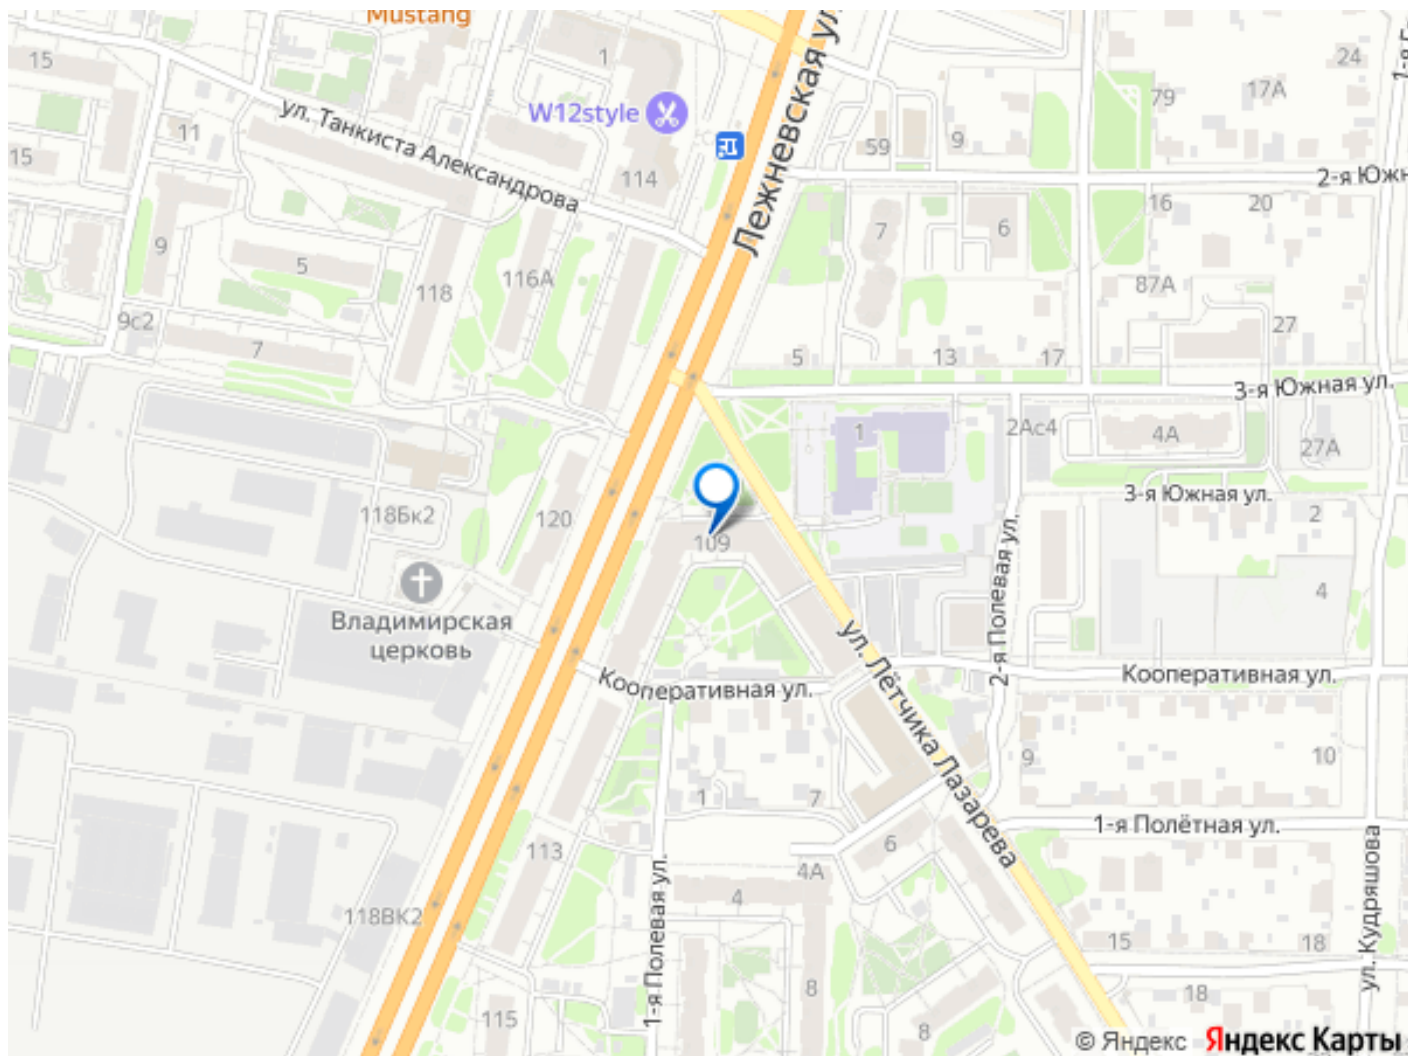 Mustang
15
1
24
ул. Танкиста Александрова
W12style
Лежневская ул.
79
17А
11
59
9
15
114
2-я Южн
16
20
9
7
6
5
116А
118
87А
9с2
7
27
5
13
17
3-я Южная ул.
1
2Ас4
4А
27А
3-я Южная ул.
118Бк2
120
2
109
2-я Полевая ул.
4
Владимирская
церковь
ул. Лётчика Лазарева
Кооперативная ул.
Кооперативная ул.
9
10
1
7
1-я Полётная ул.
113
6
4А
4
118ВК2
1-я Полевая ул.
ул. Кудряшова
15
18
8
18
115
8
© Яндекс Яндекс Карты